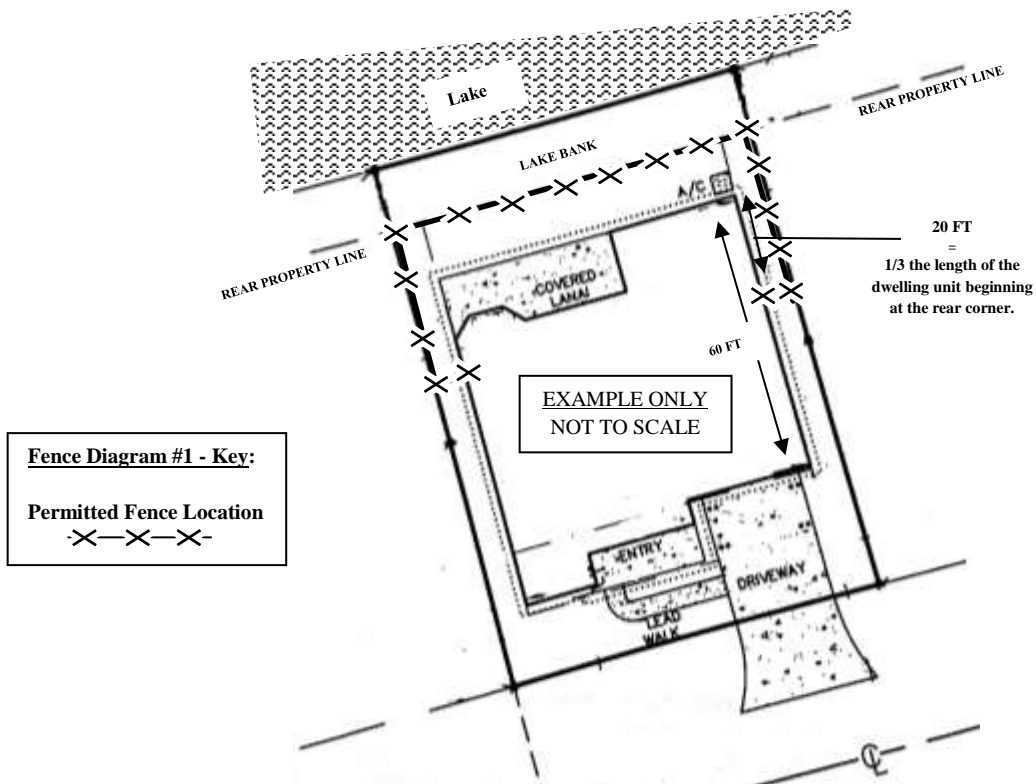 Lake
REAR PROPERTY LINE
LAKE BANK
A/C
20 FT
=
1/3 the length of the
dwelling unit beginning
at the rear corner.
REAR PROPERTY LINE
COVERED
LANAI
60 FT
EXAMPLE ONLY
NOT TO SCALE
Fence Diagram #1 - Key:
Permitted Fence Location
ENTRY
DRIVEWAY
LEAD
WALK
CL